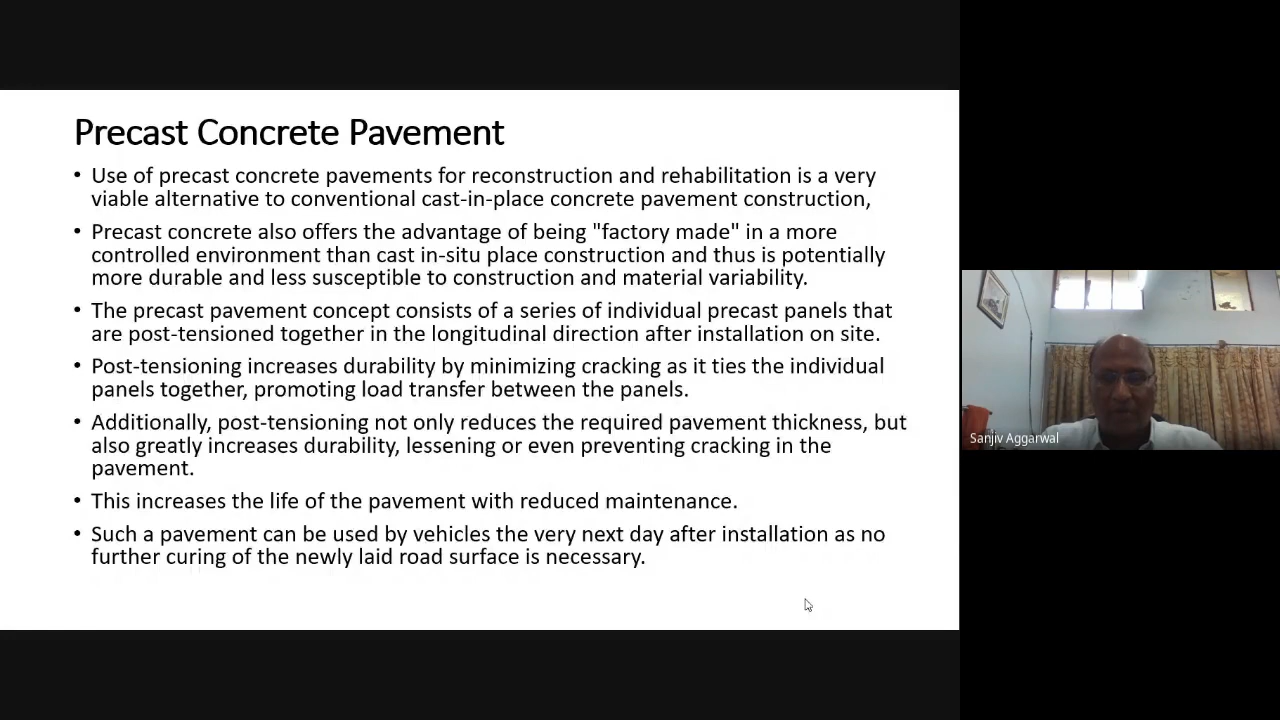 Precast Concrete Pavement
• Use of precast concrete pavements for reconstruction and rehabilitation is a very
viable alternative to conventional cast-in-place concrete pavement construction,
• Precast concrete also offers the advantage of being "factory made" in a more
controlled environment than cast in-situ place construction and thus is potentially
more durable and less susceptible to construction and material variability.
• The precast pavement concept consists of a series of individual precast panels that
are post-tensioned together in the longitudinal direction after installation on site.
• Post-tensioning increases durability by minimizing cracking as it ties the individual
panels together, promoting load transfer between the panels.
• Additionally, post-tensioning not only reduces the required pavement thickness, but
also greatly increases durability, lessening or even preventing cracking in the
pavement.
• This increases the life of the pavement with reduced maintenance.
• Such a pavement can be used by vehicles the very next day after installation as no
further curing of the newly laid road surface is necessary.
Sanjiv Aggarwal